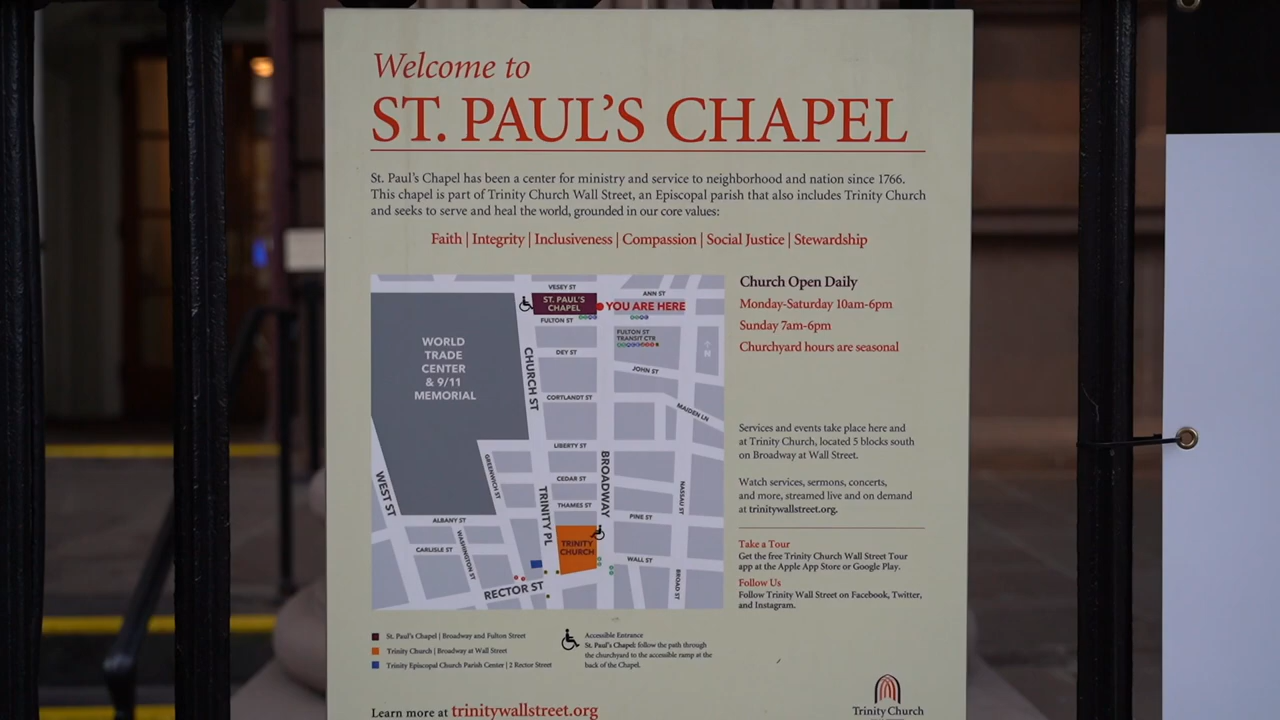 Welcome to
ST. PAUL'S CHAPEL
St. Paul's Chapel has been a center for ministry and service to neighborhood and nation since 1766.
This chapel is part of Trinity Church Wall Street, an Episcopal parish that also includes Trinity Church
and seeks to serve and heal the world, grounded in our core values:
Faith | Integrity | Inclusiveness | Compassion | Social Justice | Stewardship
VESEY ST
ANN ST
ST. PAUL'S
CHAPEL
YOU ARE HERE
FULTON ST
FULTON ST
TRANSIT CTR
N
WORLD
TRADE
CENTER
& 9/11
MEMORIAL
CHURCH ST
DEY ST
JOHN ST
CORTLANDT ST
MAIDEN LN
LIBERTY ST
GREENWICH ST
BROADWAY
CEDAR ST
WEST ST
TRINITY PL
NASSAU ST
THAMES ST
PINE ST
ALBANY ST
WASHINGTON ST
CARLISLE ST
TRINITY
CHURCH
WALL ST
BROAD ST
RECTOR ST
Church Open Daily
Monday-Saturday 10am-6pm
Sunday 7am-6pm
Churchyard hours are seasonal
Services and events take place here and
at Trinity Church, located 5 blocks south
on Broadway at Wall Street.
Watch services, sermons, concerts,
and more, streamed live and on demand
at trinitywallstreet.org.
Take a Tour
Get the free Trinity Church Wall Street Tour
app at the Apple App Store or Google Play.
Follow Us
Follow Trinity Wall Street on Facebook, Twitter,
and Instagram.
St. Paul's Chapel | Broadway and Fulton Street
Trinity Church | Broadway at Wall Street
Trinity Episcopal Church Parish Center | 2 Rector Street
Accessible Entrance
St. Paul's Chapel: follow the path through
the churchyard to the accessible ramp at the
back of the Chapel.
Learn more at trinitywallstreet.org
Trinity Church